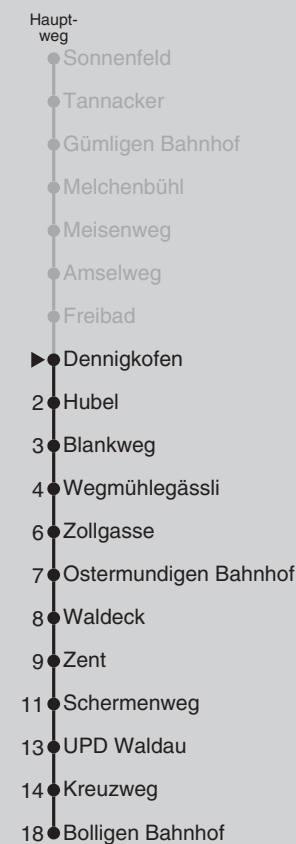 Haupt-
weg
Sonnenfeld
Tannacker
Gümligen Bahnhof
Melchenbühl
Meisenweg
Amselweg
Freibad
Dennigkofen
2 Hubel
3 Blankweg
4 Wegmühlegässli
6 Zollgasse
7 Ostermundigen Bahnhof
8 Waldeck
9 Zent
11 Schermenweg
13 UPD Waldau
14 Kreuzweg
18 Bolligen Bahnhof